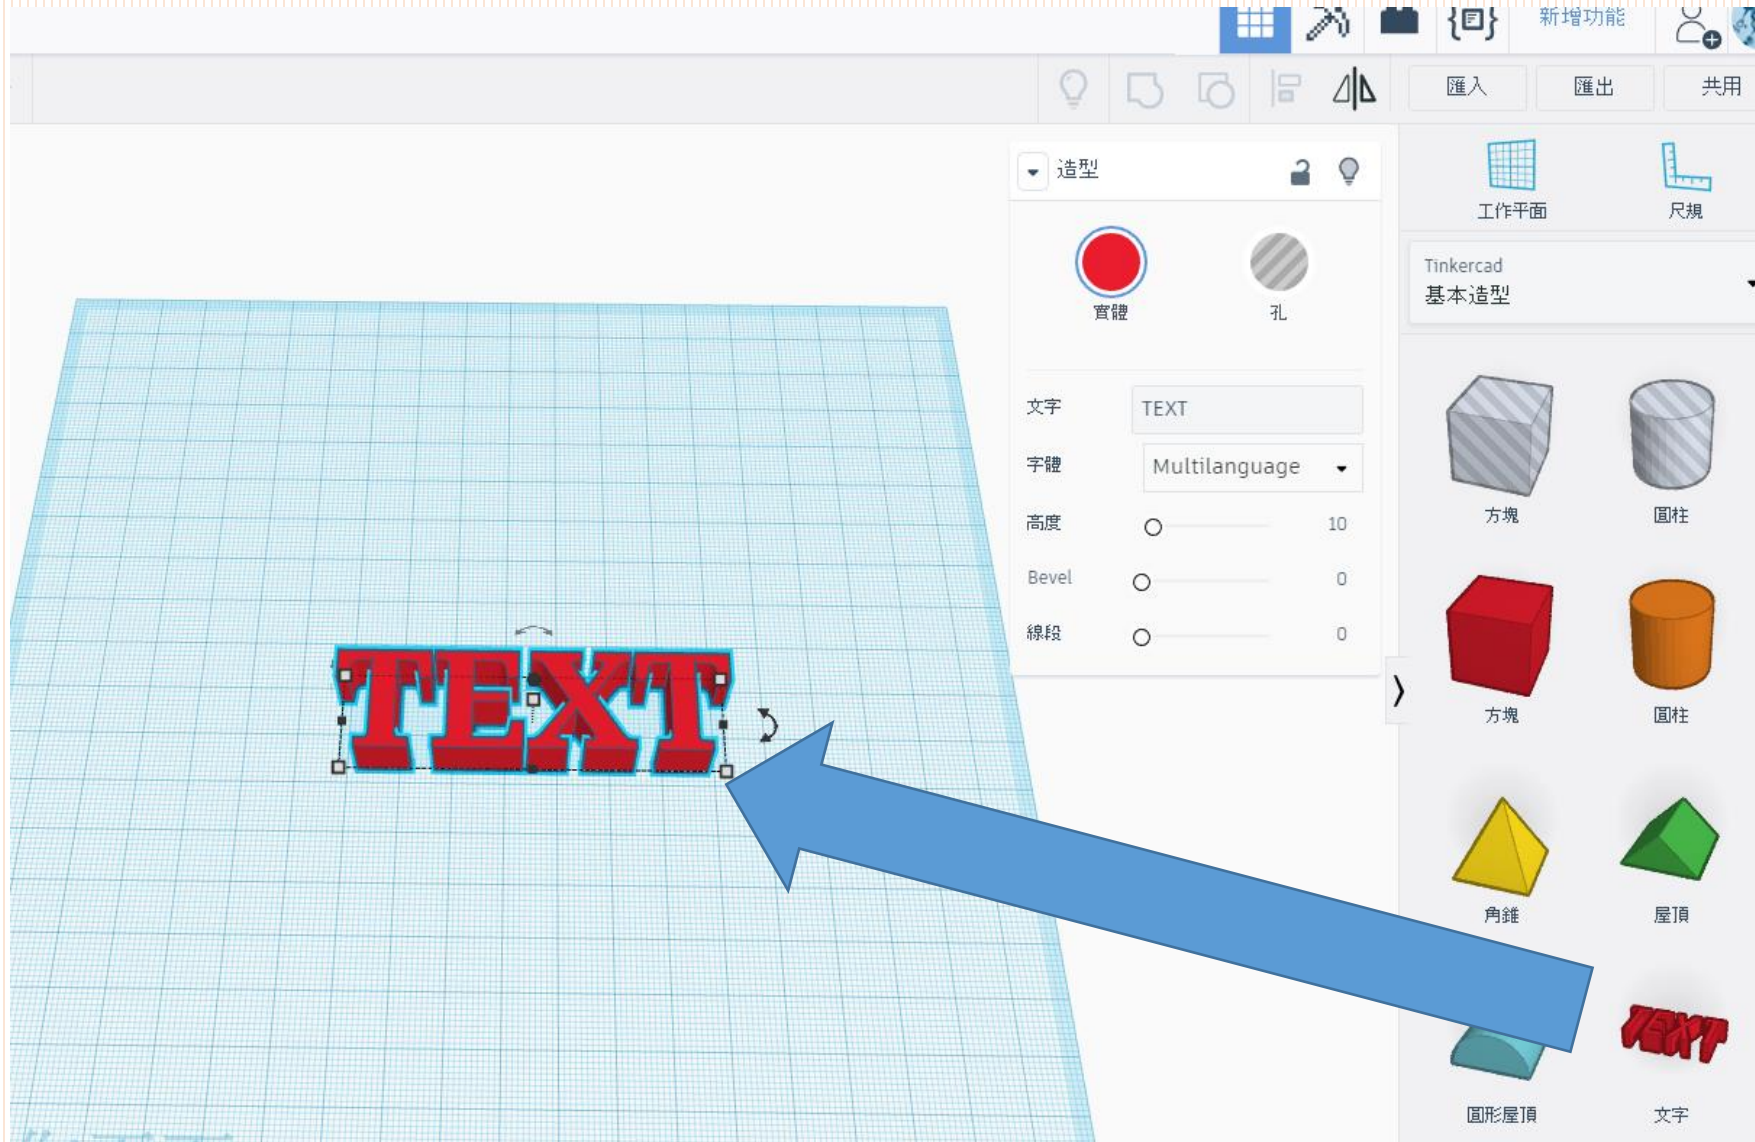 新增功能
匯入
匯出
共用
造型
工作平面
尺規
實體
孔
Tinkercad
基本造型
文字
TEXT
字體
Multilanguage
高度
10
Bevel
0
線段
0
方塊
圓柱
方塊
圓柱
角錐
屋頂
TEXT
TEXT
圓形屋頂
文字